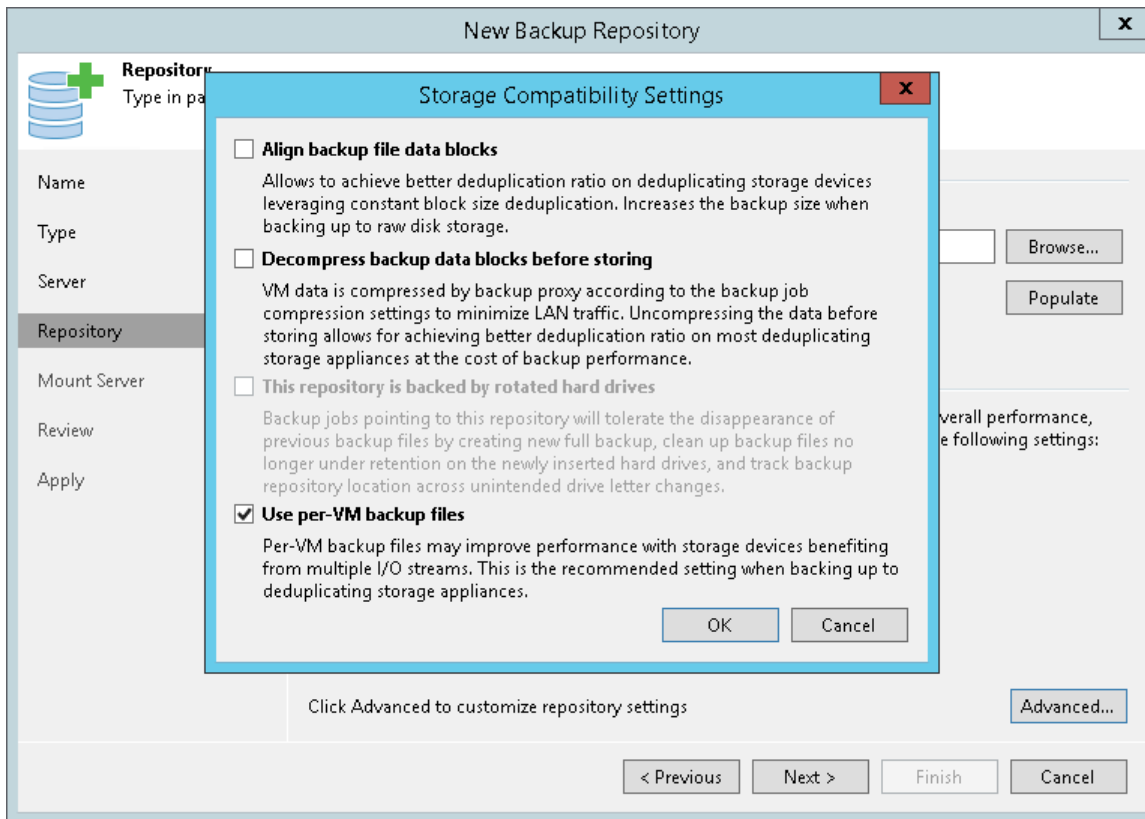 New Backup Repository
x
Repository
Type in pa
Name
Type
Server
Repository
Mount Server
Review
Apply
Storage Compatibility Settings
x
Align backup file data blocks
Allows to achieve better deduplication ratio on deduplicating storage devices
leveraging constant block size deduplication. Increases the backup size when
backing up to raw disk storage.
Decompress backup data blocks before storing
VM data is compressed by backup proxy according to the backup job
compression settings to minimize LAN traffic. Uncompressing the data before
storing allows for achieving better deduplication ratio on most deduplicating
storage appliances at the cost of backup performance.
This repository is backed by rotated hard drives
Backup jobs pointing to this repository will tolerate the disappearance of
previous backup files by creating new full backup, clean up backup files no
longer under retention on the newly inserted hard drives, and track backup
repository location across unintended drive letter changes.
Use per-VM backup files
Per-VM backup files may improve performance with storage devices benefiting
from multiple I/O streams. This is the recommended setting when backing up to
deduplicating storage appliances.
OK
Cancel
Browse...
Populate
verall performance,
e following settings:
Click Advanced to customize repository settings
Advanced...
< Previous
Next >
Finish
Cancel